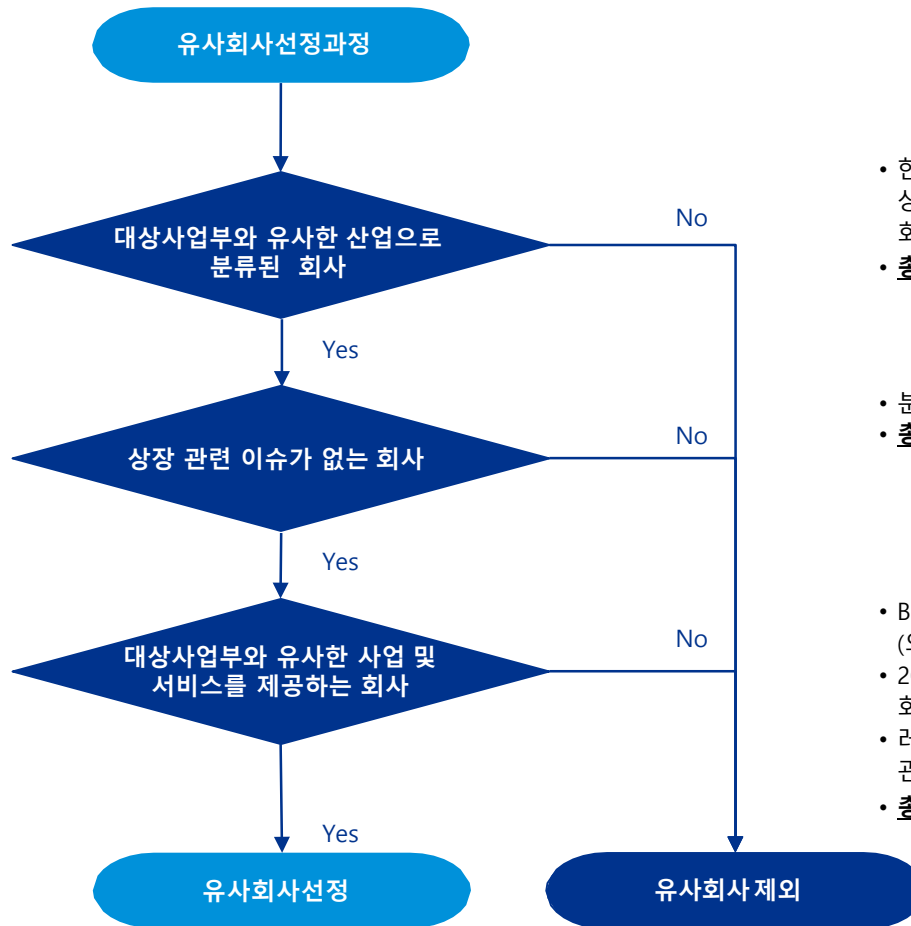 유사회사선정과정
대상사업부와 유사한 산업으로
분류된 회사
No
Yes
상장 관련 이슈가 없는 회사
No
Yes
대상사업부와 유사한 사업 및
서비스를 제공하는 회사
No
Yes
유사회사선정
유사회사 제외